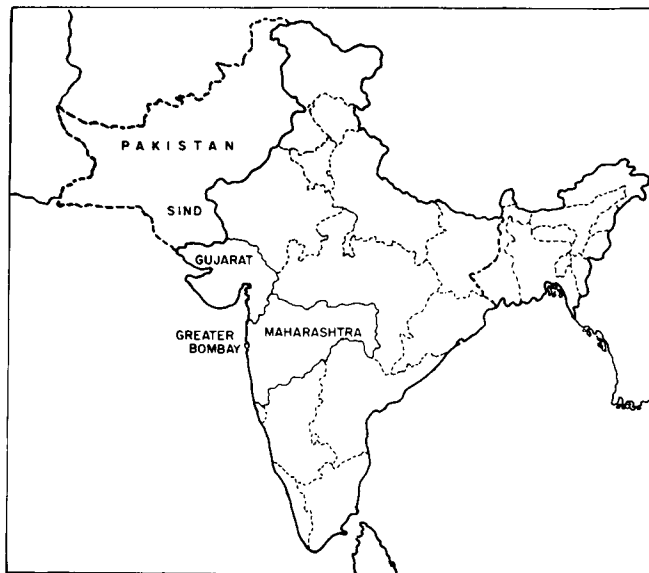 PAKISTAN
SIND
GUJARAT
GREATER
BOMBAY
MAHARASHTRA